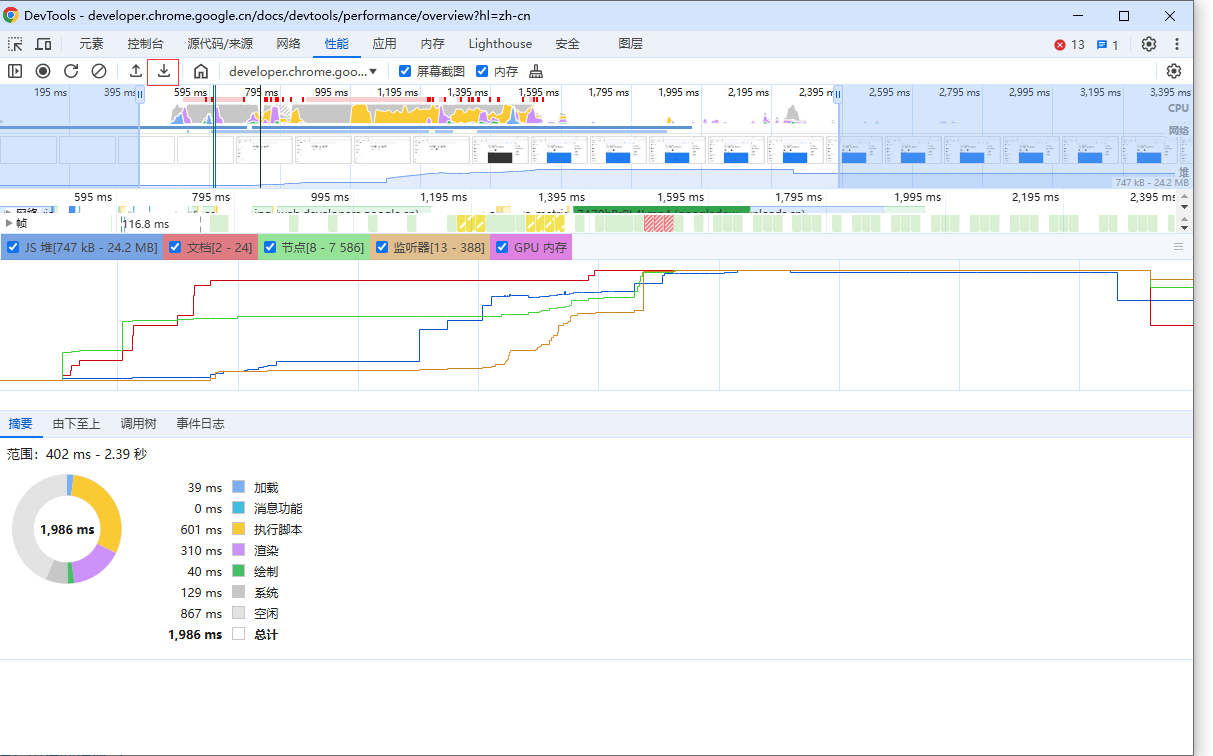 DevTools - developer.chrome.google.cn/docs/devtools/performance/overview?hl=zh-cn
元素 控制台 源代码/来源 网络 性能 应用 内存 Lighthouse 安全 图层 13 1
developer.chrome.goo... 屏幕截图 内存
195 ms 395 ms 595 ms 795 ms 995 ms 1,195 ms 1,395 ms 1,595 ms 1,795 ms 1,995 ms 2,195 ms 2,395 m 2,595 ms 2,795 ms 2,995 ms 3,195 ms 3,395 ms
CPU
网络
堆
747 kB - 24.2 MB
595 ms 795 ms 995 ms 1,195 ms 1,395 ms 1,595 ms 1,795 ms 1,995 ms 2,195 ms 2,395 ms
网络
帧 116.8 ms
JS 堆[747 kB - 24.2 MB] 文档[2 - 24] 节点[8 - 7 586] 监听器[13 - 388] GPU 内存
摘要 由下至上 调用树 事件日志
范围：402 ms - 2.39 秒
1,986 ms
39 ms 加载
0 ms 消息功能
601 ms 执行脚本
310 ms 渲染
40 ms 绘制
129 ms 系统
867 ms 空闲
1,986 ms 总计